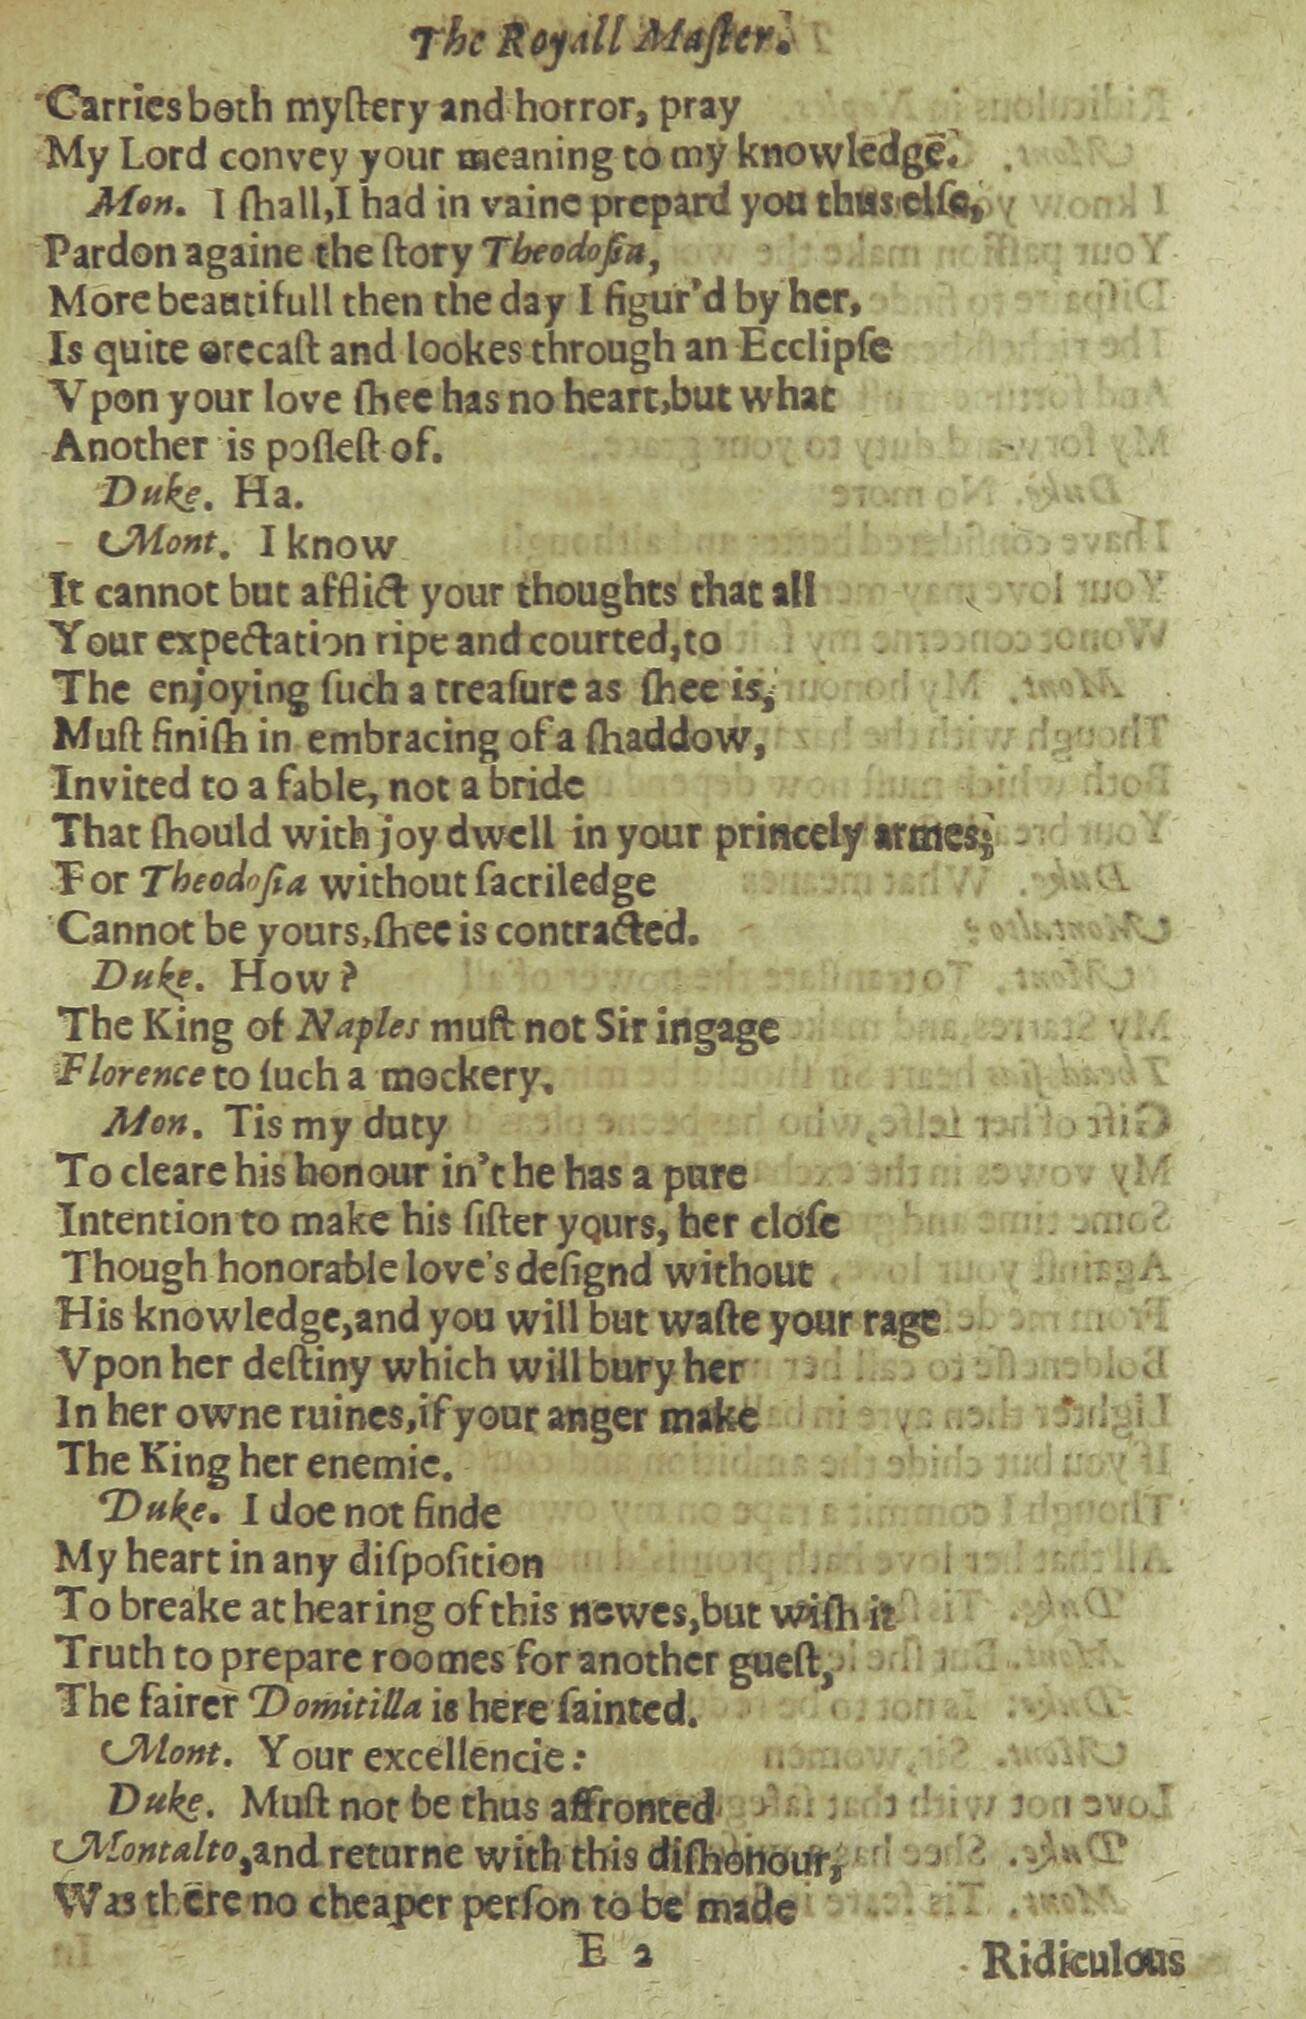 The Royall Maſter.
Carries both myſtery and horror, pray
My Lord convey your meaning to my knowledge.
Mon. I ſhall,I had in vaine prepard you thus elſe,
Pardon againe the ſtory Theodoſia,
More beautifull then the day I figur'd by her,
Is quite orecaſt and lookes through an Ecclipſe
Vpon your love ſhee has no heart,but what
Another is poſleſt of.
Duke. Ha.
Mont. I know
It cannot but afflict your thoughts that all
Your expectation ripe and courted,to
The enjoying ſuch a treaſure as ſhee is,
Muſt finiſh in embracing of a ſhaddow,
Invited to a fable, not a bride
That ſhould with joy dwell in your princely armes;
For Theodoſia without ſacriledge
Cannot be yours,ſhee is contracted.
Duke. How?
The King of Naples muſt not Sir ingage
Florence to ſuch a mockery.
Mon. Tis my duty
To cleare his honour in't he has a pure
Intention to make his ſiſter yours, her cloſe
Though honorable love's deſignd without
His knowledge,and you will but waſte your rage
Vpon her deſtiny which will bury her
In her owne ruines,if your anger make
The King her enemie.
Duke. I doe not finde
My heart in any diſpoſition
To breake at hearing of this newes,but wiſh it
Truth to prepare roomes for another gueſt,
The fairer Domitilla is here ſainted.
Mont. Your excellencie:
Duke. Muſt not be thus affronted
Montalto,and returne with this diſhonour,
Was there no cheaper perſon to be made
E 2
Ridiculous